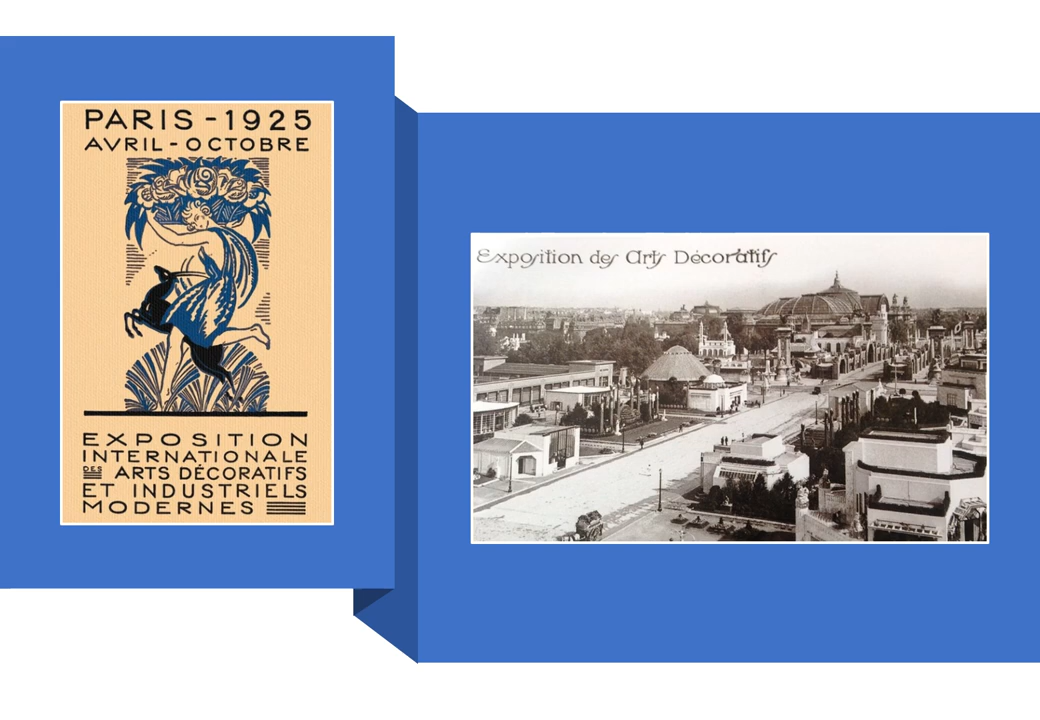 PARIS - 1925
AVRIL - OCTOBRE
EXPOSITION
INTERNATIONALE
DES ARTS DÉCORATIFS
ET INDUSTRIELS
MODERNES
Exposition des Arts Décoratifs